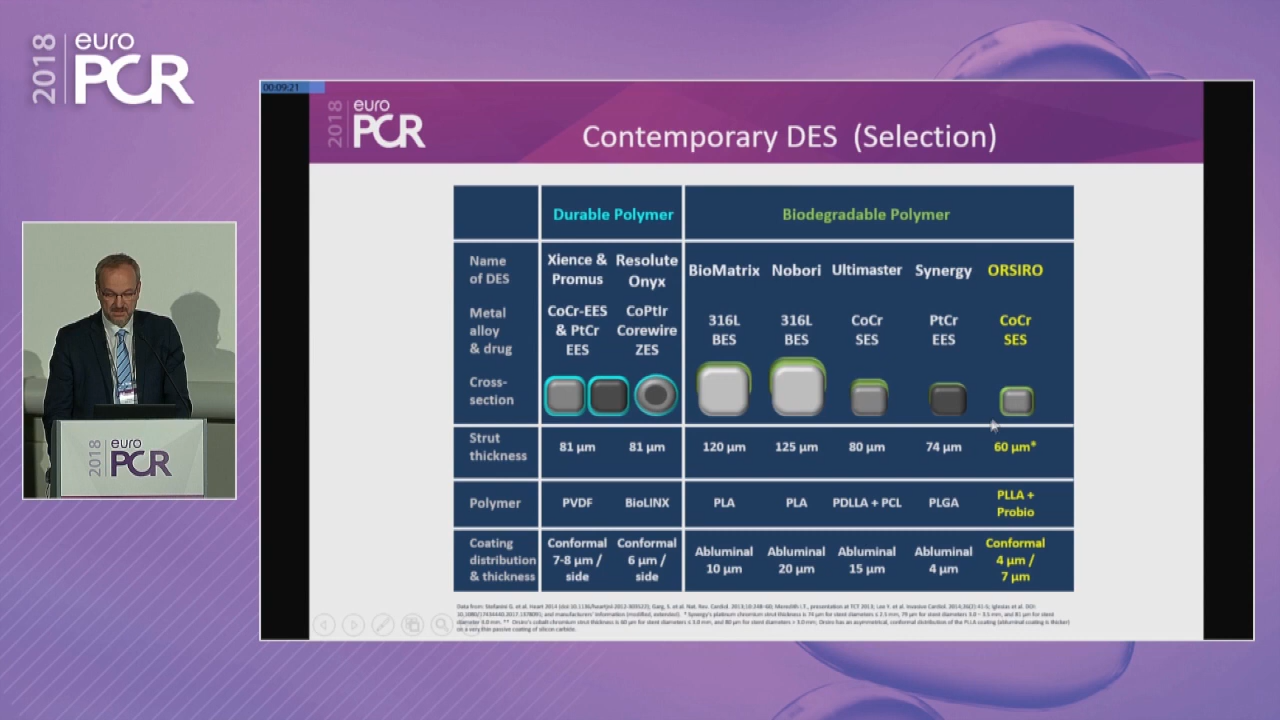 2018 euro PCR
00:09:21
2018 euro PCR
Contemporary DES (Selection)
Durable Polymer
Biodegradable Polymer
Name of DES
Xience & Promus
Resolute Onyx
BioMatrix
Nobori
Ultimaster
Synergy
ORSIRO
Metal alloy & drug
CoCr-EES & PtCr EES
CoPtIr Corewire ZES
316L BES
316L BES
CoCr SES
PtCr EES
CoCr SES
Cross-section
Strut thickness
81 µm
81 µm
120 µm
125 µm
80 µm
74 µm
60 µm*
Polymer
PVDF
BioLINX
PLA
PLA
PDLLA + PCL
PLGA
PLLA + Probio
Coating distribution & thickness
Conformal 7-8 µm / side
Conformal 6 µm / side
Abluminal 10 µm
Abluminal 20 µm
Abluminal 15 µm
Abluminal 4 µm
Conformal 4 µm / 7 µm
2018 euro PCR